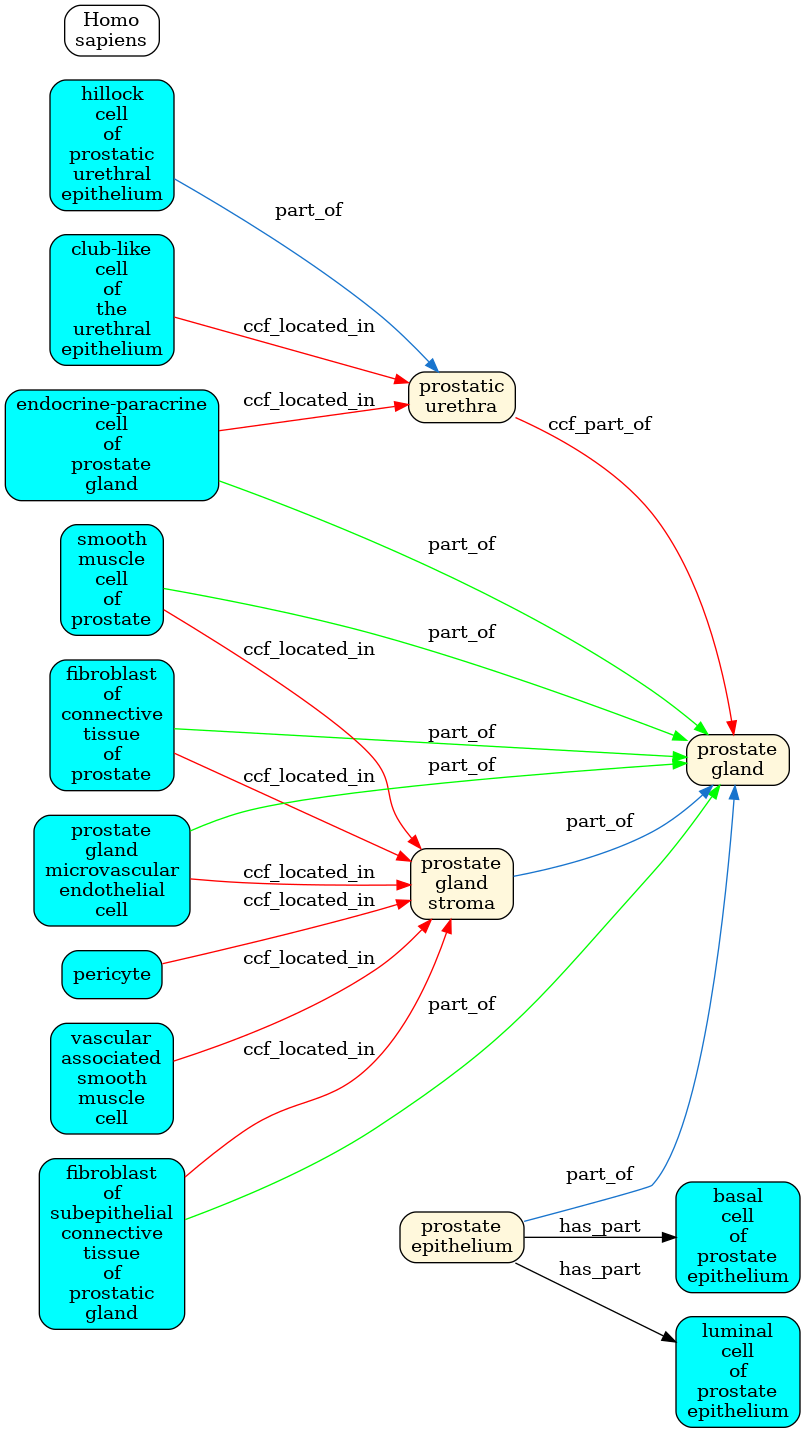 Homo
sapiens
hillock
cell
of
prostatic
urethral
epithelium
part_of
club-like
cell
of
the
urethral
epithelium
ccf_located_in
prostatic
urethra
endocrine-paracrine
cell
of
prostate
gland
ccf_located_in
ccf_part_of
part_of
smooth
muscle
cell
of
prostate
part_of
ccf_located_in
fibroblast
of
connective
tissue
of
prostate
part_of
part_of
ccf_located_in
prostate
gland
prostate
gland
microvascular
endothelial
cell
part_of
ccf_located_in
ccf_located_in
prostate
gland
stroma
pericyte
ccf_located_in
part_of
vascular
associated
smooth
muscle
cell
ccf_located_in
fibroblast
of
subepithelial
connective
tissue
of
prostatic
gland
part_of
prostate
epithelium
has_part
has_part
basal
cell
of
prostate
epithelium
luminal
cell
of
prostate
epithelium